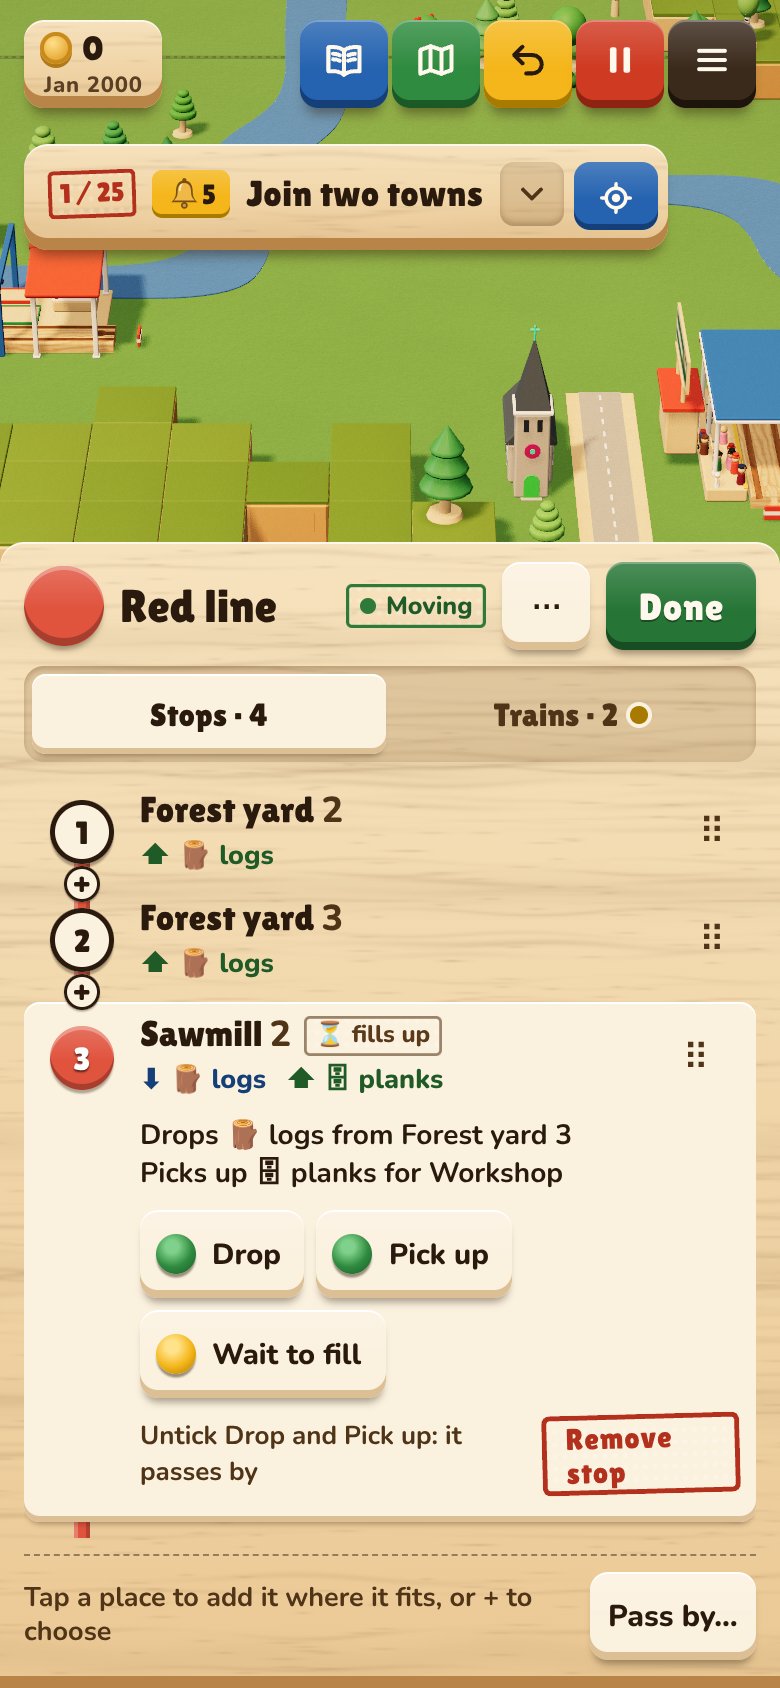 0
Jan 2000
1/25
5
Join two towns
Red line
Moving
...
Done
Stops · 4
Trains · 2
1
Forest yard 2
logs
+
2
Forest yard 3
logs
+
3
Sawmill 2
fills up
logs planks
Drops logs from Forest yard 3
Picks up planks for Workshop
Drop
Pick up
Wait to fill
Untick Drop and Pick up: it
passes by
Remove
stop
Tap a place to add it where it fits, or + to
choose
Pass by...